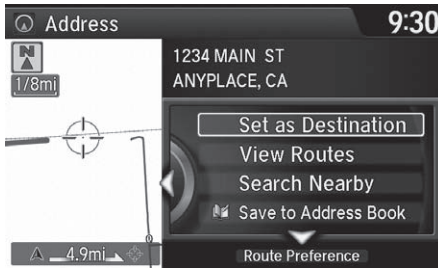 Address
9:30
N
1/8mi
1234 MAIN ST
ANYPLACE, CA
Set as Destination
View Routes
Search Nearby
Save to Address Book
4.9mi
Route Preference